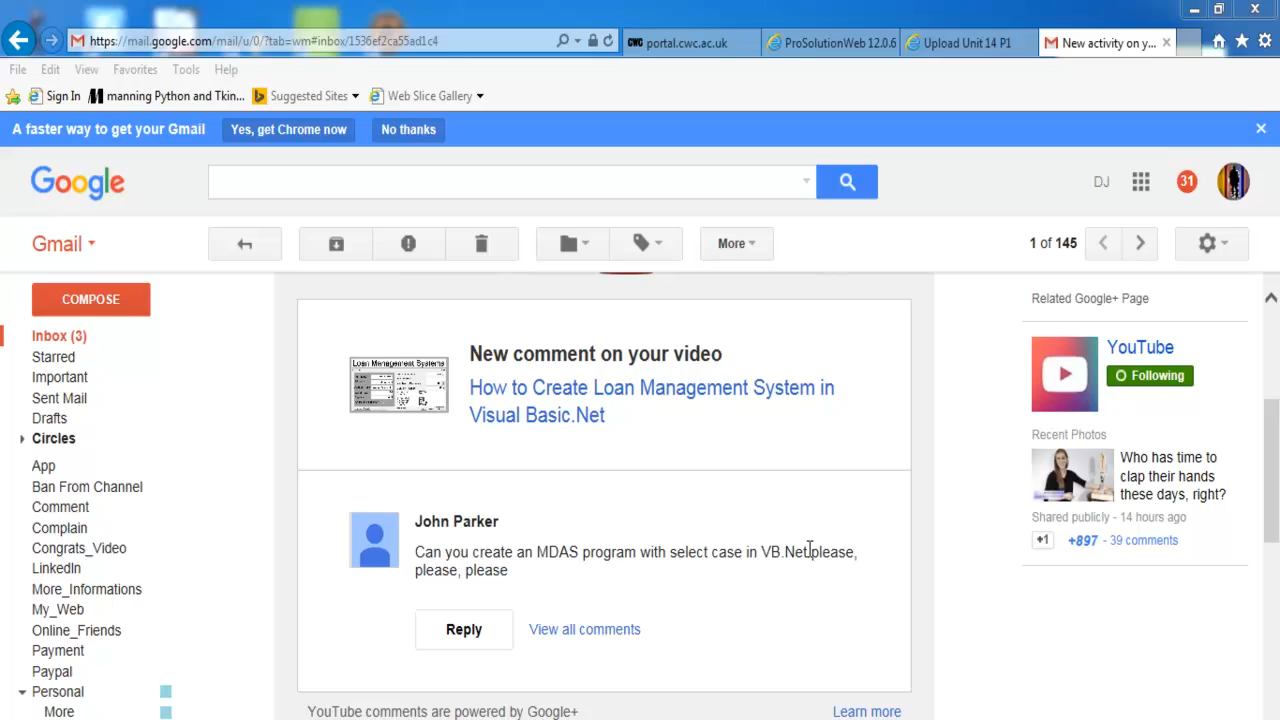 https://mail.google.com/mail/u/0/?tab=wm#inbox/1536ef2ca55ad1c4
CWC portal.cwc.ac.uk
ProSolutionWeb 12.0.6
Upload Unit 14 P1
New activity on y...
File Edit View Favorites Tools Help
Sign In
manning Python and Tkin...
Suggested Sites
Web Slice Gallery
A faster way to get your Gmail
Yes, get Chrome now
No thanks
Google
DJ
31
Gmail
More
1 of 145
COMPOSE
Inbox (3)
Starred
Important
Sent Mail
Drafts
Circles
App
Ban From Channel
Comment
Complain
Congrats_Video
LinkedIn
More_Informations
My_Web
Online_Friends
Payment
Paypal
Personal
More
Loan Management Systems
New comment on your video
How to Create Loan Management System in
Visual Basic.Net
John Parker
Can you create an MDAS program with select case in VB.Net please,
please, please
Reply
View all comments
YouTube comments are powered by Google+
Learn more
Related Google+ Page
YouTube
Following
Recent Photos
Who has time to
clap their hands
these days, right?
Shared publicly - 14 hours ago
+1
+897 - 39 comments